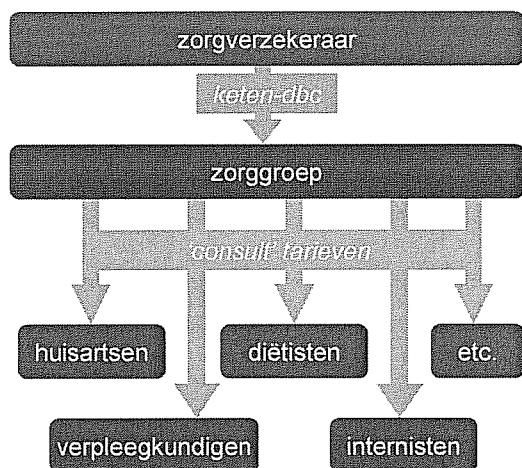 zorgverzekeraar
keten-dbc
zorggroep
'consult' tarieven
huisartsen
diëtisten
etc.
verpleegkundigen
internisten